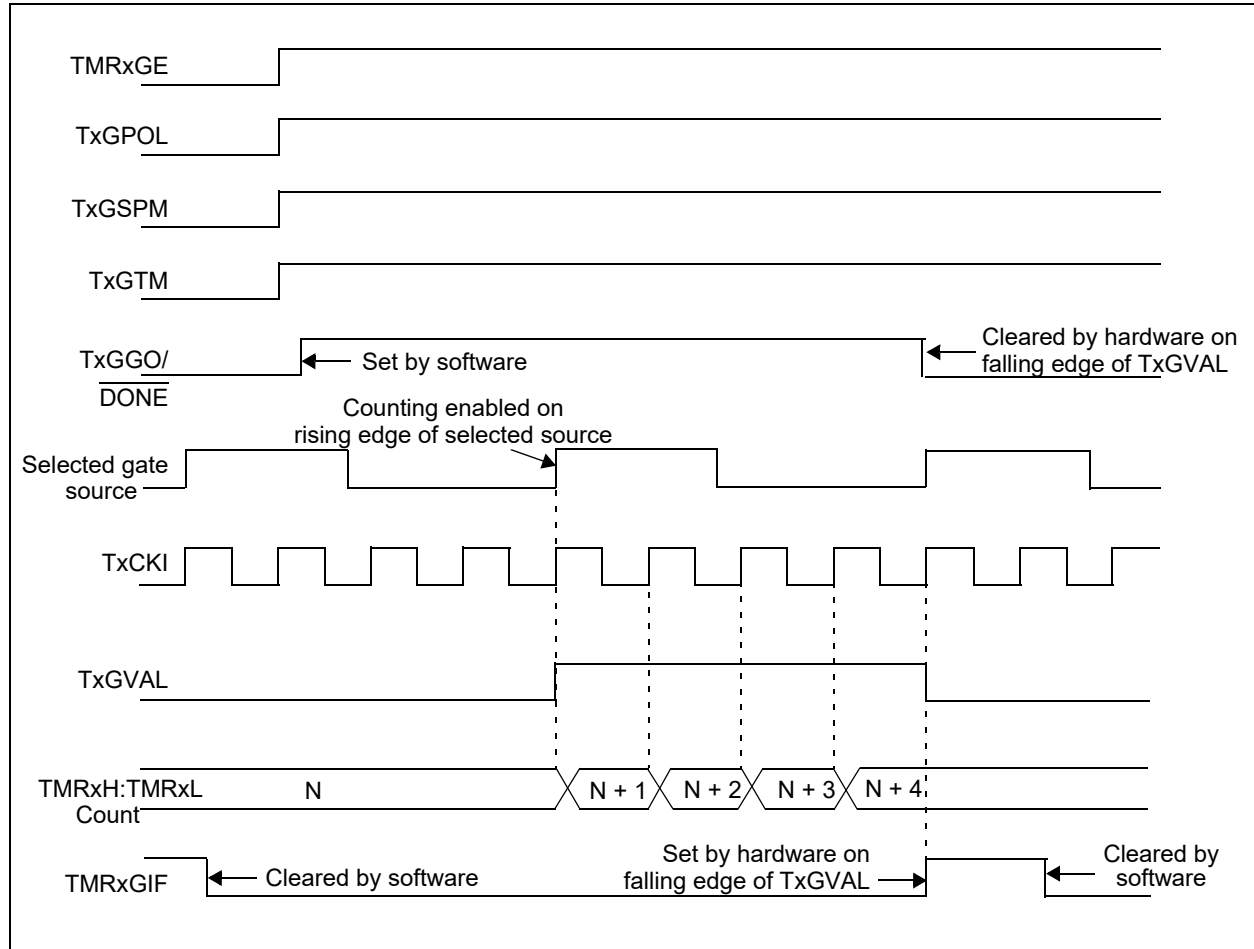 TMRxGE
TxGPOL
TxGSPM
TxGTM
TxGGO/
DONE
Set by software
Cleared by hardware on
falling edge of TxGVAL
Counting enabled on
rising edge of selected source
Selected gate
source
TxCKI
TxGVAL
TMRxH:TMRxL
Count
N
N + 1
N + 2
N + 3
N + 4
TMRxGIF
Cleared by software
Set by hardware on
falling edge of TxGVAL
Cleared by
software